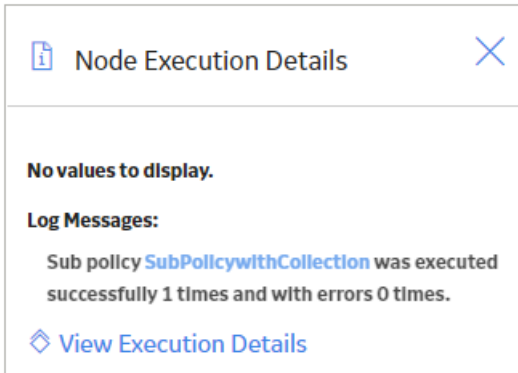 Node Execution Details
No values to display.
Log Messages:
Sub policy SubPolicywithCollection was executed
successfully 1 times and with errors 0 times.
View Execution Details